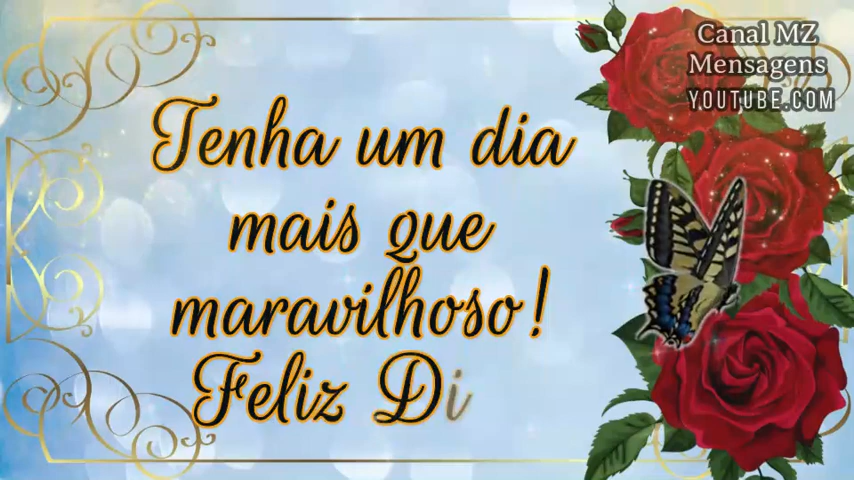 Canal MZ
Mensagens
YOUTUBE.COM
Tenha um dia
mais que
maravilhoso!
Feliz Di